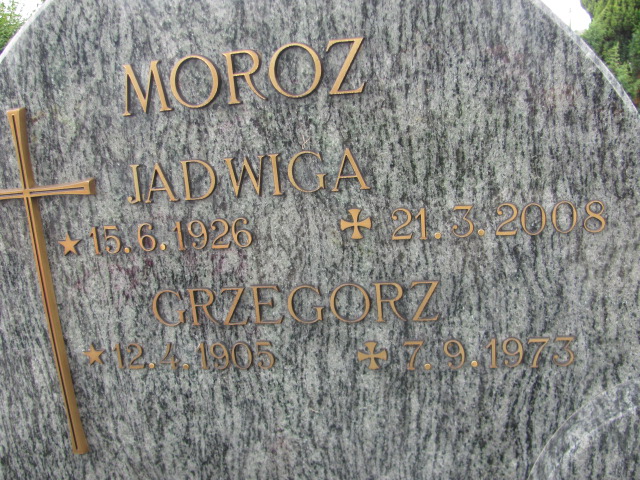 MOROZ
JADWIGA
15.6.1926 21.3.2008
GRZEGORZ
12.4.1905 7.9.1973